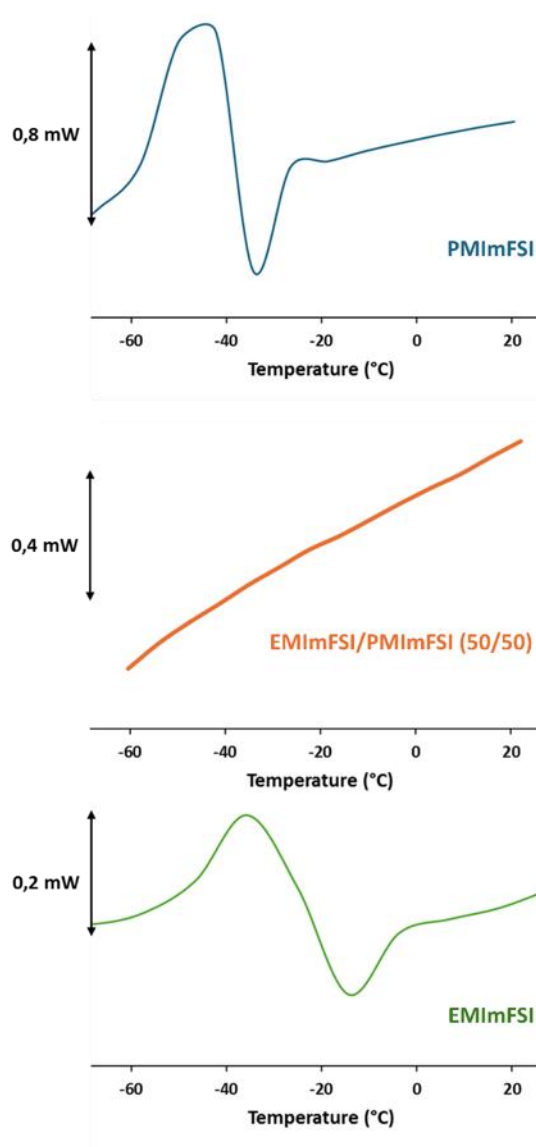 0,8 mW
PMImFSI
-60 -40 -20 0 20
Temperature (°C)
0,4 mW
EMImFSI/PMImFSI (50/50)
-60 -40 -20 0 20
Temperature (°C)
0,2 mW
EMImFSI
-60 -40 -20 0 20
Temperature (°C)